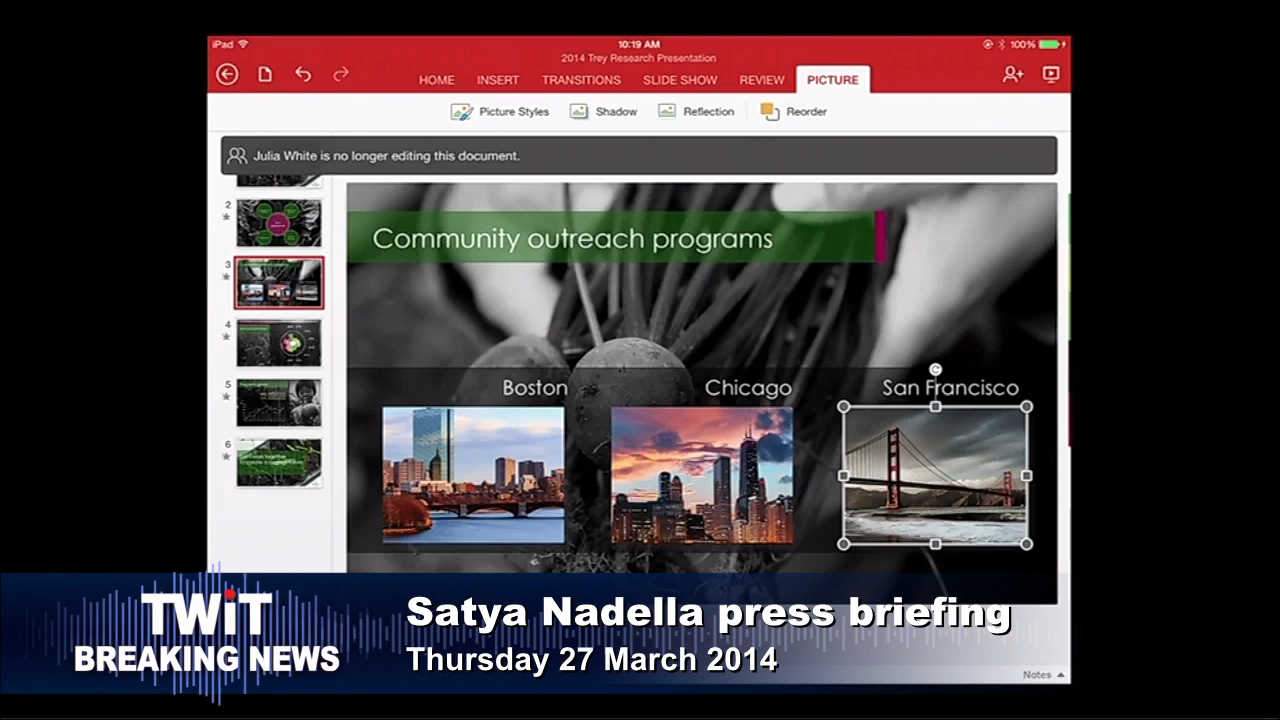 iPad 10:19 AM 100%
2014 Trey Research Presentation
HOME INSERT TRANSITIONS SLIDE SHOW REVIEW PICTURE
Picture Styles Shadow Reflection Reorder
Julia White is no longer editing this document.
2
3
4
5
6
Community outreach programs
Boston Chicago San Francisco
TWiT
BREAKING NEWS
Satya Nadella press briefing
Thursday 27 March 2014
Notes